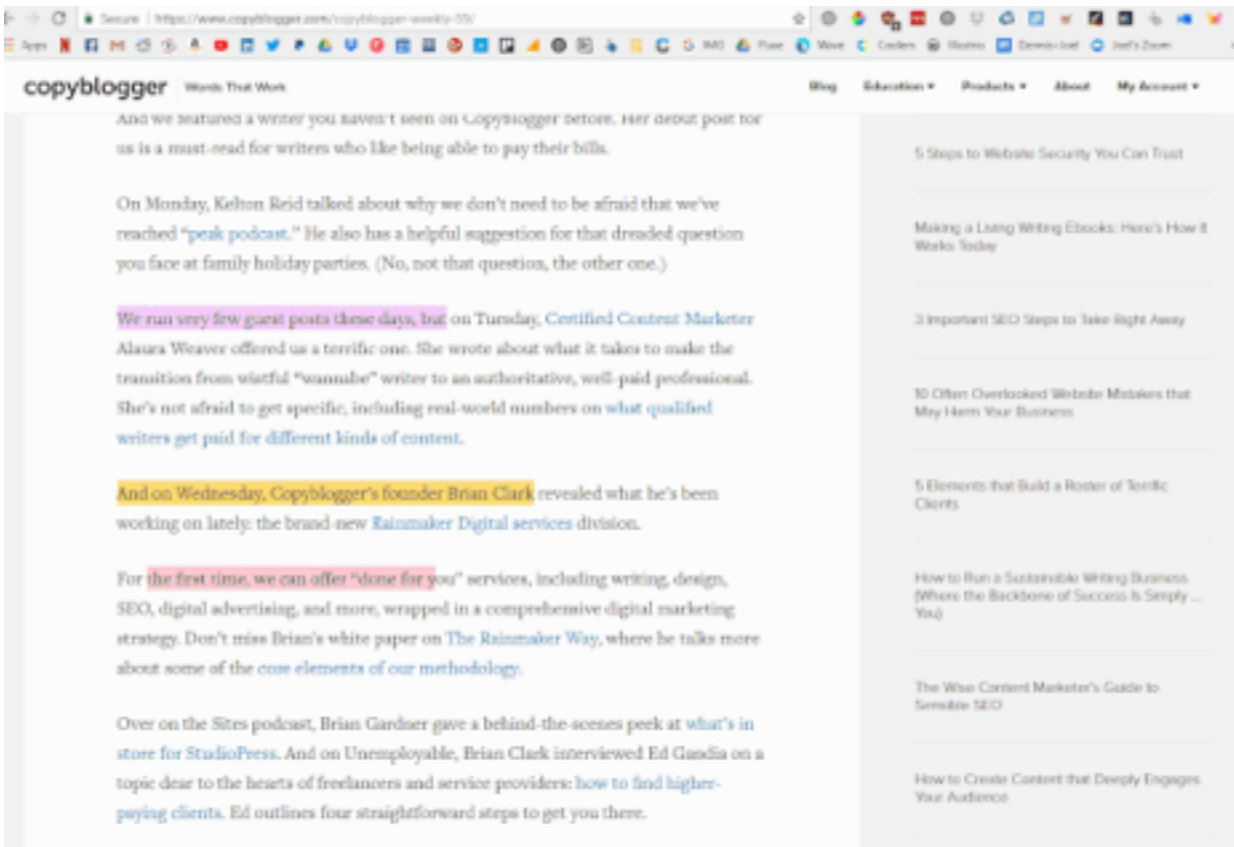 Secure | https://www.copyblogger.com/copyblogger-weekly-59/
Apps
Wave Coolers Dennis-Joel Joel's Zoom
copyblogger Words That Work
Blog Education Products About My Account
And we featured a writer you haven't seen on Copyblogger before. Her debut post for
us is a must-read for writers who like being able to pay their bills.
On Monday, Kelton Reid talked about why we don't need to be afraid that we've
reached “peak podcast.” He also has a helpful suggestion for that dreaded question
you face at family holiday parties. (No, not that question, the other one.)
We run very few guest posts these days, but on Tuesday, Certified Content Marketer
Alaura Weaver offered us a terrific one. She wrote about what it takes to make the
transition from wistful “wannabe” writer to an authoritative, well-paid professional.
She's not afraid to get specific, including real-world numbers on what qualified
writers get paid for different kinds of content.
And on Wednesday, Copyblogger's founder Brian Clark revealed what he's been
working on lately: the brand-new Rainmaker Digital services division.
For the first time, we can offer “done for you” services, including writing, design,
SEO, digital advertising, and more, wrapped in a comprehensive digital marketing
strategy. Don't miss Brian's white paper on The Rainmaker Way, where he talks more
about some of the core elements of our methodology.
Over on the Sites podcast, Brian Gardner gave a behind-the-scenes peek at what's in
store for StudioPress. And on Unemployable, Brian Clark interviewed Ed Gandia on a
topic dear to the hearts of freelancers and service providers: how to find higher-
paying clients. Ed outlines four straightforward steps to get you there.
5 Steps to Website Security You Can Trust
Making a Living Writing Ebooks: Here's How It
Works Today
3 Important SEO Steps to Take Right Away
10 Often Overlooked Website Mistakes that
May Harm Your Business
5 Elements that Build a Roster of Terrific
Clients
How to Run a Sustainable Writing Business
(Where the Backbone of Success Is Simply ...
You)
The Wise Content Marketer's Guide to
Sensible SEO
How to Create Content that Deeply Engages
Your Audience